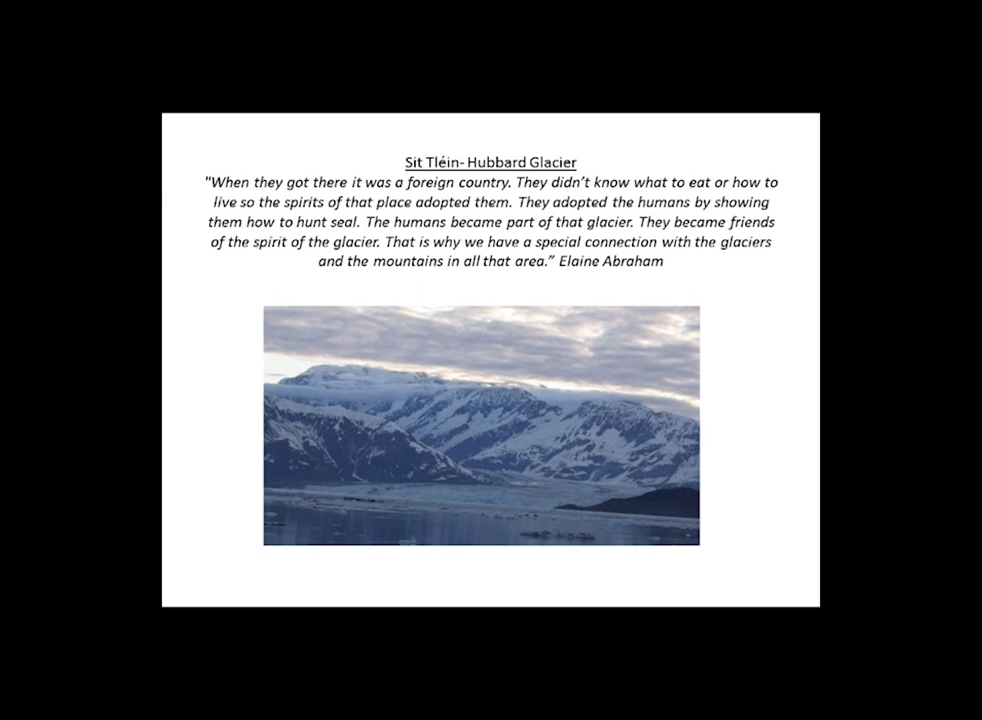 Sit Tléin- Hubbard Glacier
"When they got there it was a foreign country. They didn’t know what to eat or how to
live so the spirits of that place adopted them. They adopted the humans by showing
them how to hunt seal. The humans became part of that glacier. They became friends
of the spirit of the glacier. That is why we have a special connection with the glaciers
and the mountains in all that area.” Elaine Abraham